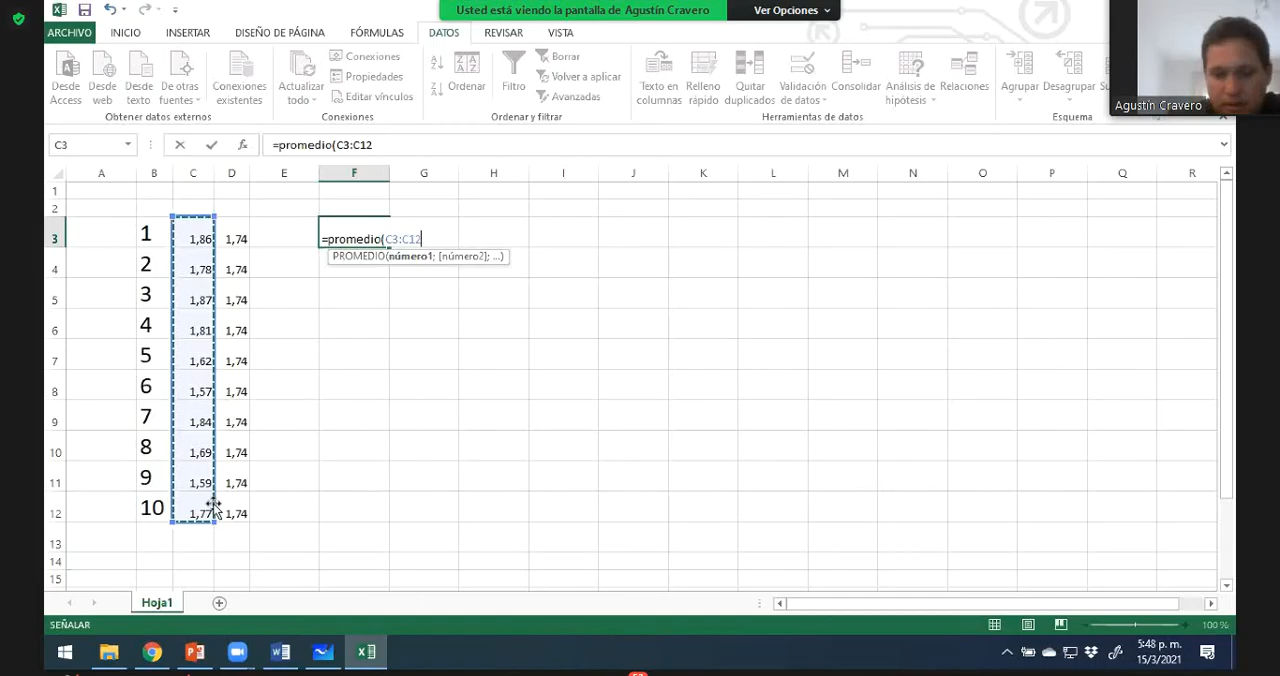 Usted está viendo la pantalla de Agustín Cravero
Ver Opciones
ARCHIVO INICIO INSERTAR DISEÑO DE PÁGINA FÓRMULAS DATOS REVISAR VISTA
Desde Access
Desde web
Desde texto
De otras fuentes
Conexiones existentes
Obtener datos externos
Actualizar todo
Conexiones
Propiedades
Editar vínculos
Conexiones
Ordenar
Filtro
Borrar
Volver a aplicar
Avanzadas
Ordenar y filtrar
Texto en columnas
Relleno rápido
Quitar duplicados
Validación de datos
Consolidar
Análisis de hipótesis
Relaciones
Herramientas de datos
Agrupar
Desagrupar
Su
Esquema
Agustín Cravero
C3
fx
=promedio(C3:C12
A B C D E F G H I J K L M N O P Q R
1
2
3 1 1,86 1,74 =promedio(C3:C12
PROMEDIO(número1; [número2]; ...)
4 2 1,78 1,74
5 3 1,87 1,74
6 4 1,81 1,74
7 5 1,62 1,74
8 6 1,57 1,74
9 7 1,84 1,74
10 8 1,69 1,74
11 9 1,59 1,74
12 10 1,77 1,74
13
14
15
Hoja1
SEÑALAR
100 %
5:48 p. m.
15/3/2021